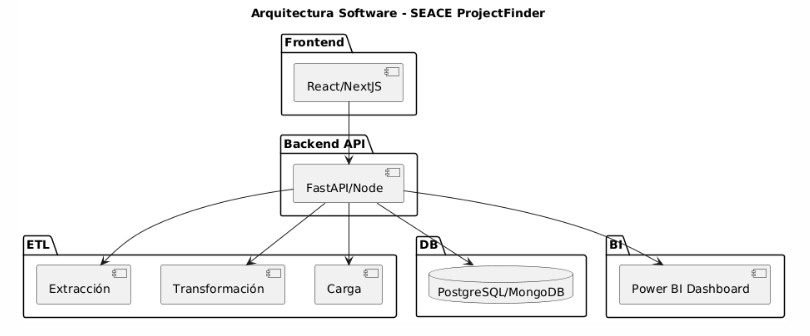 Arquitectura Software - SEACE ProjectFinder
Frontend
React/NextJS
Backend API
FastAPI/Node
ETL
DB
BI
Extracción
Transformación
Carga
PostgreSQL/MongoDB
Power BI Dashboard